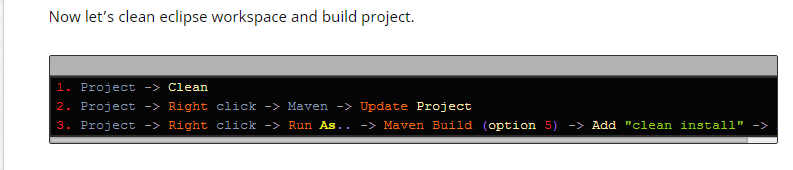 Now let's clean eclipse workspace and build project.
1. Project -> Clean
2. Project -> Right click -> Maven -> Update Project
3. Project -> Right click -> Run As.. -> Maven Build (option 5) -> Add "clean install" ->